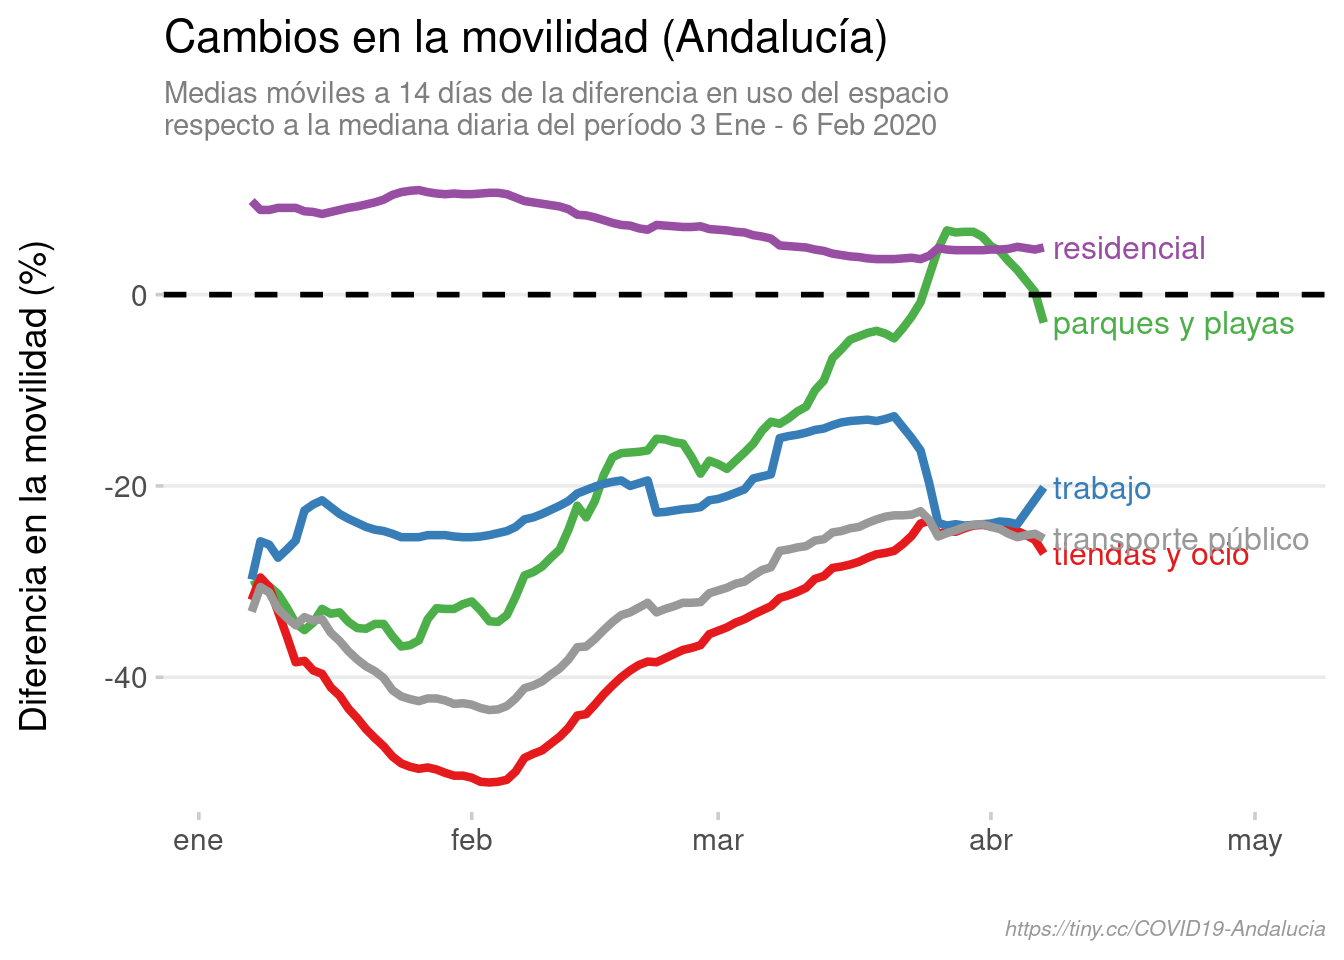 Cambios en la movilidad (Andalucía)
Medias móviles a 14 días de la diferencia en uso del espacio
respecto a la mediana diaria del período 3 Ene - 6 Feb 2020
Diferencia en la movilidad (%)
0
-20
-40
residencial
parques y playas
trabajo
transporte público
tiendas y ocio
ene
feb
mar
abr
may
https://tiny.cc/COVID19-Andalucia